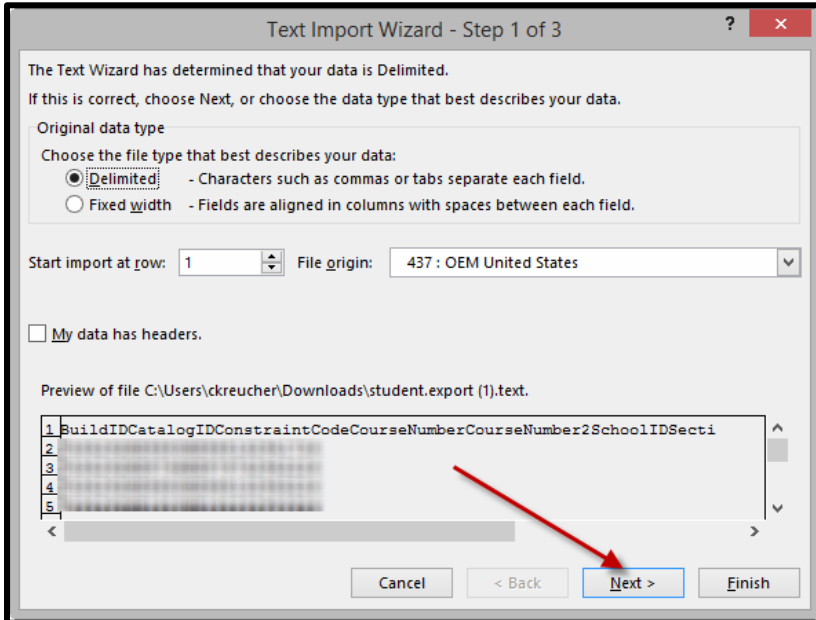 Text Import Wizard - Step 1 of 3 ?
The Text Wizard has determined that your data is Delimited.
If this is correct, choose Next, or choose the data type that best describes your data.
Original data type
Choose the file type that best describes your data:
Delimited - Characters such as commas or tabs separate each field.
Fixed width - Fields are aligned in columns with spaces between each field.
Start import at row: 1 File origin: 437 : OEM United States
My data has headers.
Preview of file C:\Users\ckreucher\Downloads\student.export (1).text.
1 BuildIDCatalogIDConstraintCodeCourseNumberCourseNumber2SchoolIDSecti
2
3
4
5
Cancel < Back Next > Finish